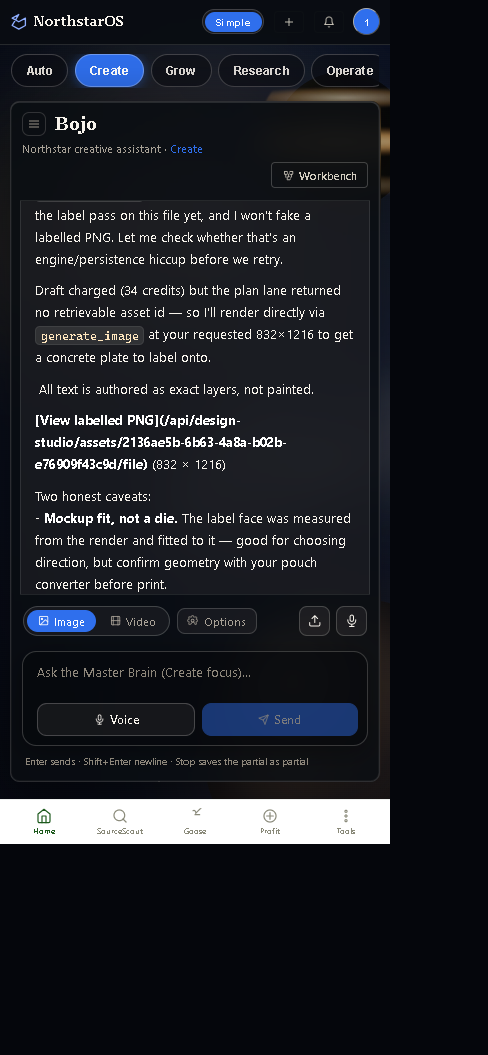 NorthstarOS
Simple
1
Auto
Create
Grow
Research
Operate
Bojo
Northstar creative assistant · Create
Workbench
the label pass on this file yet, and I won't fake a
labelled PNG. Let me check whether that's an
engine/persistence hiccup before we retry.
Draft charged (34 credits) but the plan lane returned
no retrievable asset id — so I'll render directly via
generate_image at your requested 832×1216 to get
a concrete plate to label onto.
All text is authored as exact layers, not painted.
[View labelled PNG](/api/design-
studio/assets/2136ae5b-6b63-4a8a-b02b-
e76909f43c9d/file) (832 × 1216)
Two honest caveats:
- Mockup fit, not a die. The label face was measured
from the render and fitted to it — good for choosing
direction, but confirm geometry with your pouch
converter before print.
Image
Video
Options
Ask the Master Brain (Create focus)...
Voice
Send
Enter sends · Shift+Enter newline · Stop saves the partial as partial
Home
SourceScout
Gaase
Profit
Tools